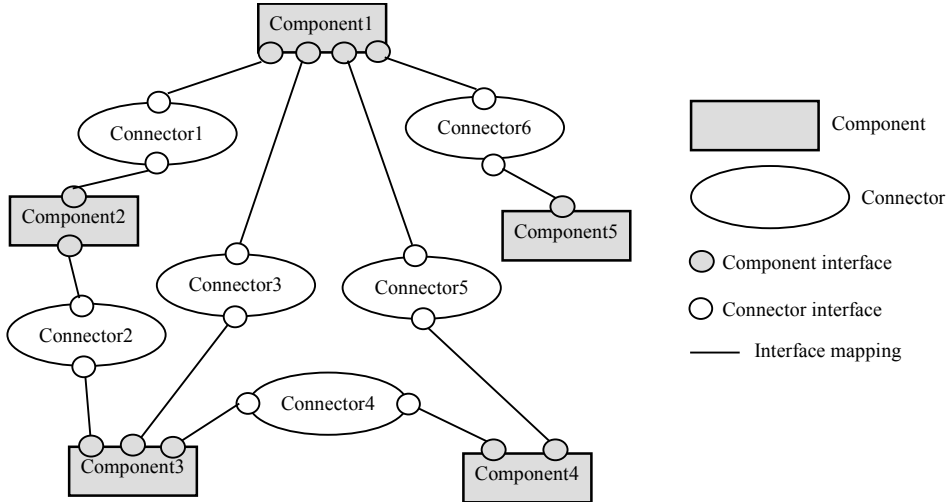 Component1
Connector1
Connector6
Component2
Component5
Connector3
Connector5
Connector2
Connector4
Component3
Component4
Component
Connector
Component interface
Connector interface
Interface mapping